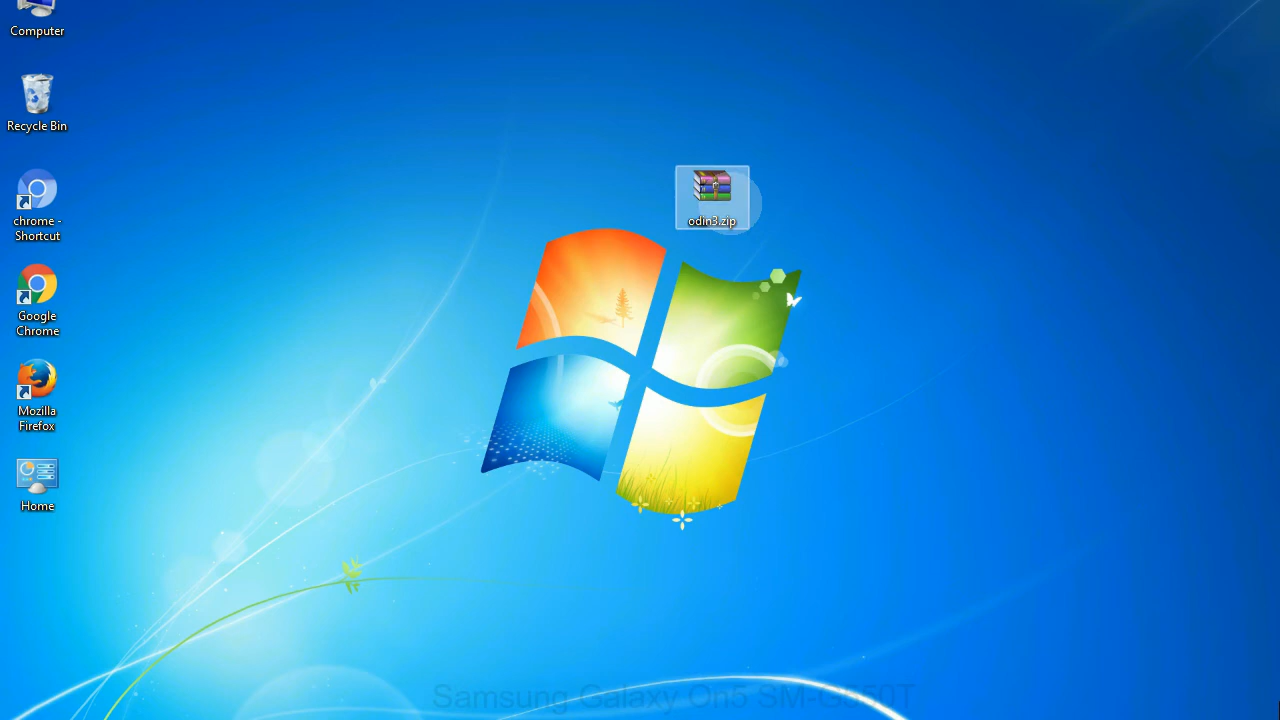 Computer
Recycle Bin
chrome -
Shortcut
Google
Chrome
Mozilla
Firefox
Home
odin3.zip
Samsung Galaxy On5 SM-G550T